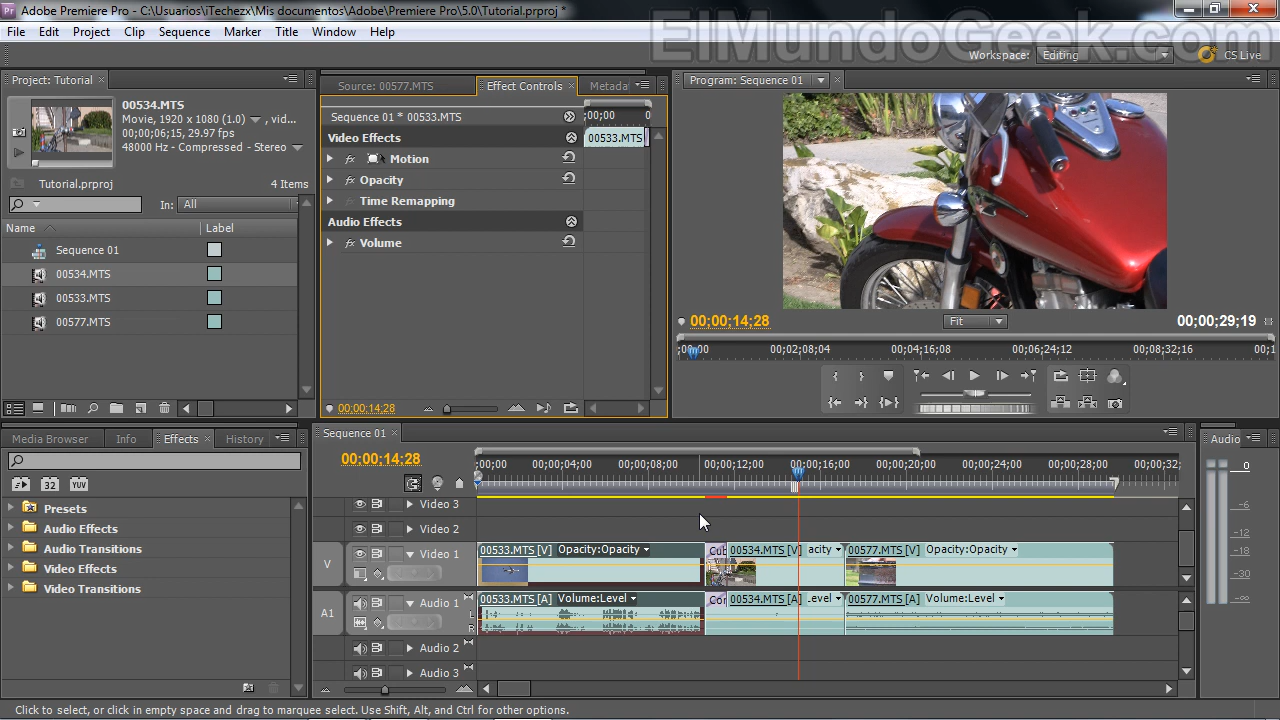 Adobe Premiere Pro - C:\Usuarios\iTechezx\Mis documentos\Adobe\Premiere Pro\5.0\Tutorial.prproj *
ElMundoGeek.com
File Edit Project Clip Sequence Marker Title Window Help
Workspace: Editing CS Live
Project: Tutorial
00534.MTS
Movie, 1920 x 1080 (1.0) , vid...
00;00;06;15, 29.97 fps
48000 Hz - Compressed - Stereo
Tutorial.prproj 4 Items
In: All
Name Label
Sequence 01
00534.MTS
00533.MTS
00577.MTS
Source: 00577.MTS Effect Controls Metada
Sequence 01 * 00533.MTS ;00;00 0
Video Effects 00533.MTS
fx Motion
fx Opacity
Time Remapping
Audio Effects
fx Volume
00:00:14:28
Program: Sequence 01
00;00;14;28 Fit 00;00;29;19
;00;00 00;02;08;04 00;04;16;08 00;06;24;12 00;08;32;16 00;1
Media Browser Info Effects History
32 YUV
Presets
Audio Effects
Audio Transitions
Video Effects
Video Transitions
Sequence 01
00;00;14;28
;00;00 00;00;04;00 00;00;08;00 00;00;12;00 00;00;16;00 00;00;20;00 00;00;24;00 00;00;28;00 00;00;32;
Video 3
Video 2
V Video 1 00533.MTS [V] Opacity:Opacity Cub 00534.MTS [V] acity 00577.MTS [V] Opacity:Opacity
A1 Audio 1 00533.MTS [A] Volume:Level Cor 00534.MTS [A] .evel 00577.MTS [A] Volume:Level
L
R
Audio 2
Audio 3
Audio
0
-6
-12
-18
-30
-∞
Click to select, or click in empty space and drag to marquee select. Use Shift, Alt, and Ctrl for other options.